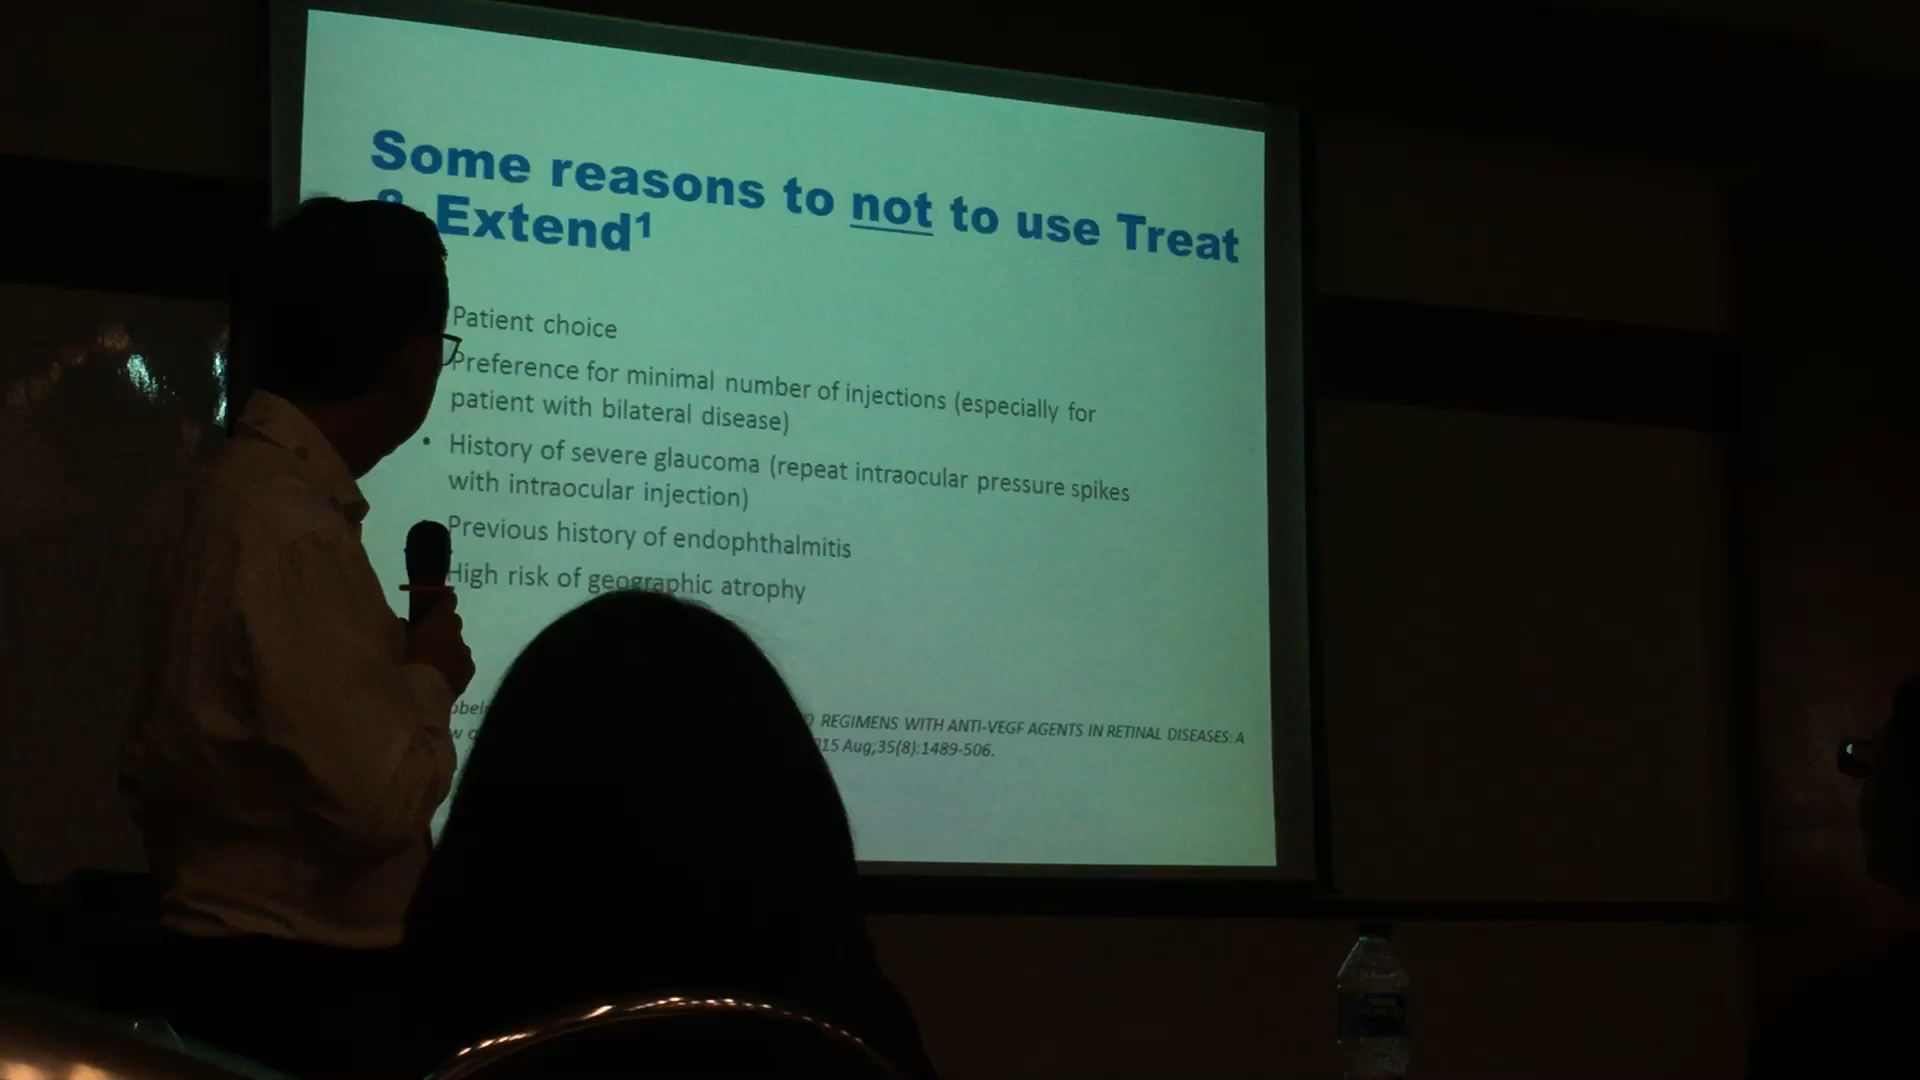 Some reasons to not to use Treat
& Extend¹
Patient choice
Preference for minimal number of injections (especially for
patient with bilateral disease)
• History of severe glaucoma (repeat intraocular pressure spikes
with intraocular injection)
Previous history of endophthalmitis
High risk of geographic atrophy
REGIMENS WITH ANTI-VEGF AGENTS IN RETINAL DISEASES: A
Aug;35(8):1489-506.